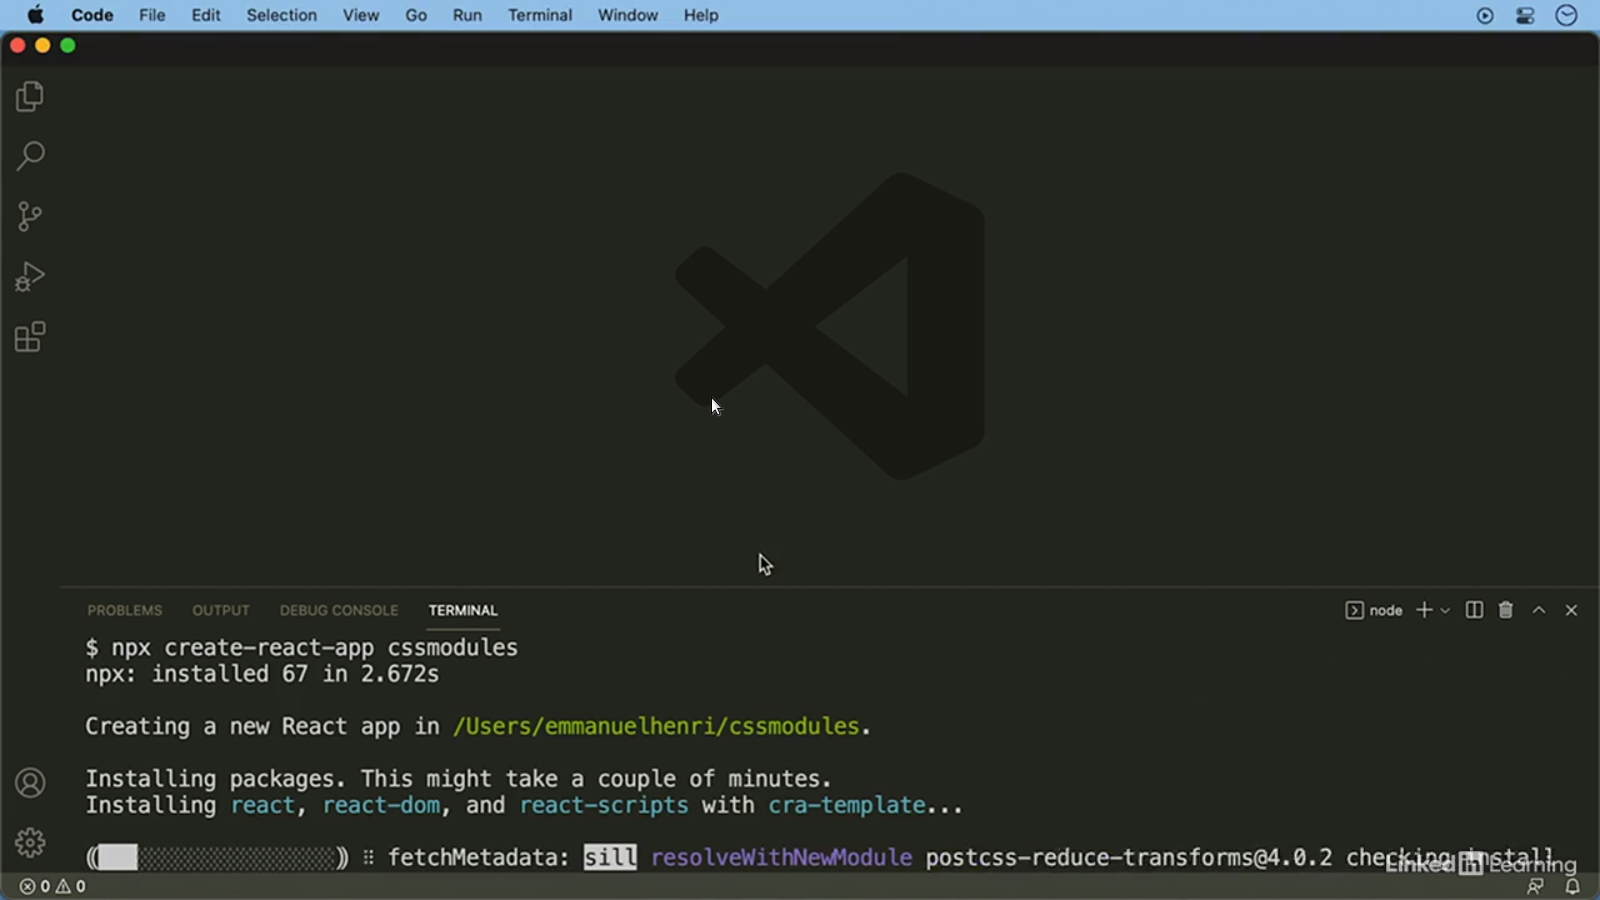 Code File Edit Selection View Go Run Terminal Window Help
PROBLEMS OUTPUT DEBUG CONSOLE TERMINAL node
$ npx create-react-app cssmodules
npx: installed 67 in 2.672s
Creating a new React app in /Users/emmanuelhenri/cssmodules.
Installing packages. This might take a couple of minutes.
Installing react, react-dom, and react-scripts with cra-template...
⸨ ░░░░░░░░░░░░░░░⸩ ⠿ fetchMetadata: sill resolveWithNewModule postcss-reduce-transforms@4.0.2 checking install
Linked in Learning
0 0